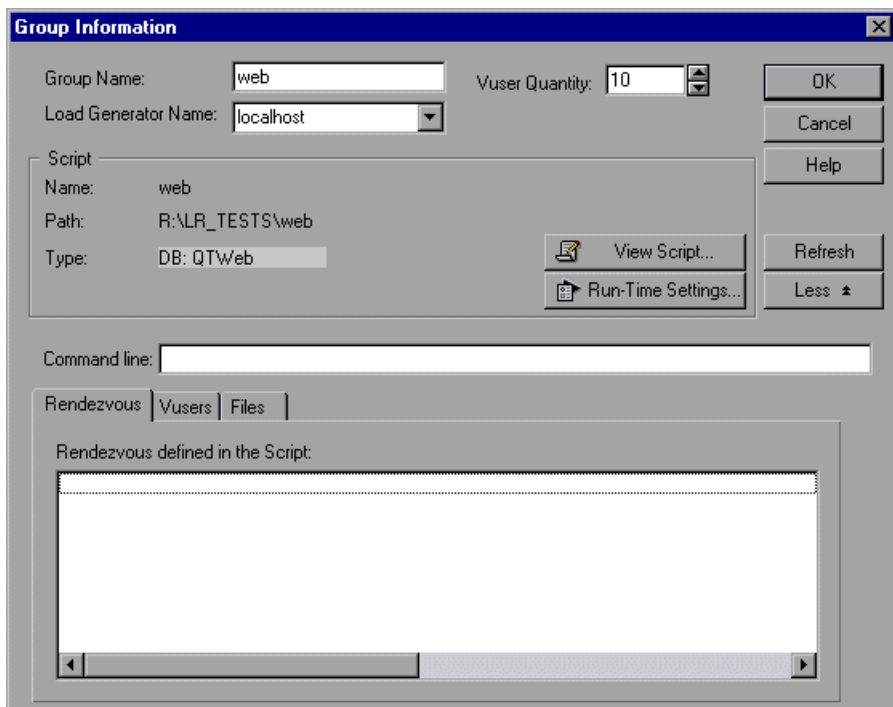 Group Information
Group Name: web Vuser Quantity: 10 OK
Load Generator Name: localhost Cancel
Help
Script
Name: web
Path: R:\LR_TESTS\web
Type: DB: QTWeb View Script... Refresh
Run-Time Settings... Less
Command line:
Rendezvous Vusers Files
Rendezvous defined in the Script: